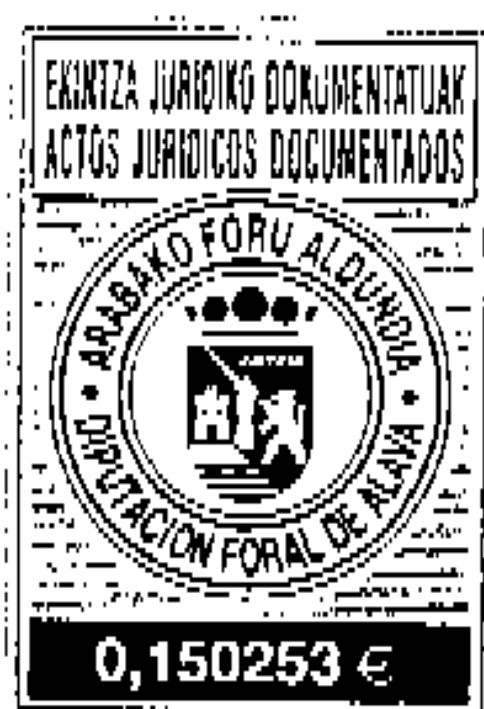 EKINTZA JURIDIKO DOKUMENTATUAK
ACTOS JURIDICOS DOCUMENTADOS
ARABAKO FORU ALDUNDIA
DIPUTACION FORAL DE ALAVA
0,150253 €